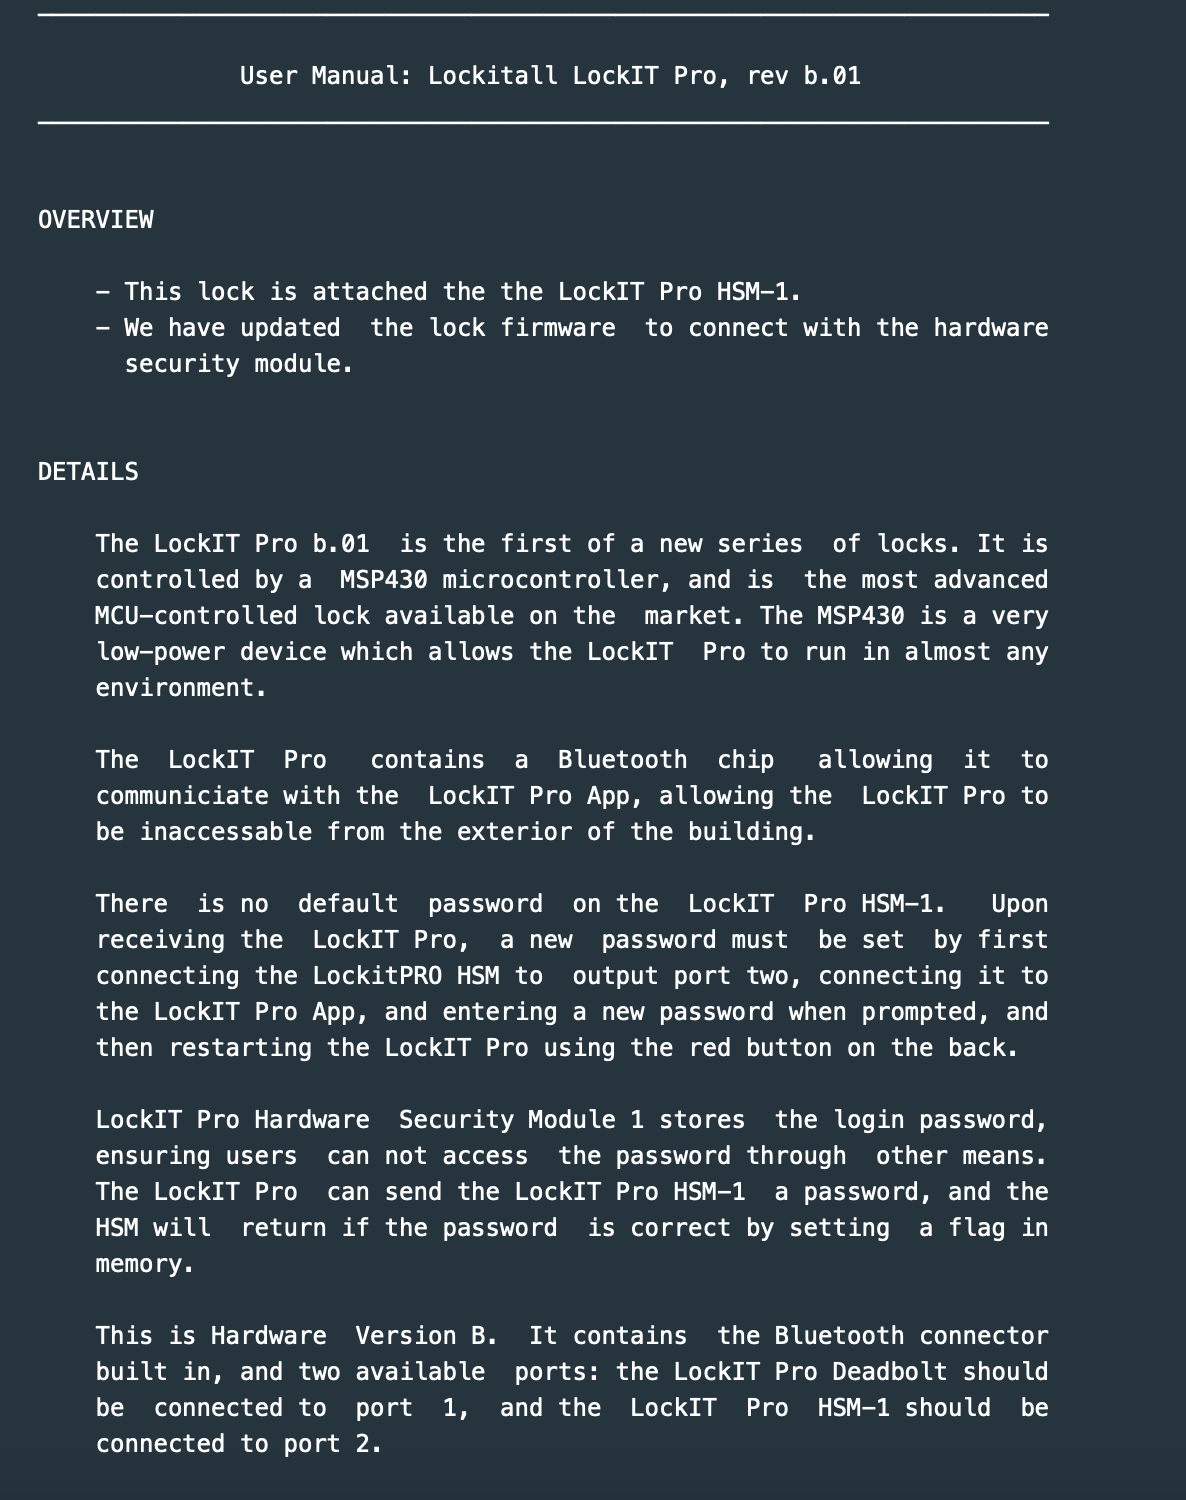 User Manual: Lockitall LockIT Pro, rev b.01
OVERVIEW
- This lock is attached the the LockIT Pro HSM-1.
- We have updated  the lock firmware  to connect with the hardware
security module.
DETAILS
The LockIT Pro b.01  is the first of a new series  of locks. It is
controlled by a  MSP430 microcontroller, and is  the most advanced
MCU-controlled lock available on the  market. The MSP430 is a very
low-power device which allows the LockIT  Pro to run in almost any
environment.
The  LockIT  Pro   contains  a  Bluetooth  chip   allowing  it  to
communiciate with the  LockIT Pro App, allowing the  LockIT Pro to
be inaccessable from the exterior of the building.
There  is no  default  password  on the  LockIT  Pro HSM-1.   Upon
receiving the  LockIT Pro,  a new  password must  be set  by first
connecting the LockitPRO HSM to  output port two, connecting it to
the LockIT Pro App, and entering a new password when prompted, and
then restarting the LockIT Pro using the red button on the back.
LockIT Pro Hardware  Security Module 1 stores  the login password,
ensuring users  can not access  the password through  other means.
The LockIT Pro  can send the LockIT Pro HSM-1  a password, and the
HSM will  return if the password  is correct by setting  a flag in
memory.
This is Hardware  Version B.  It contains  the Bluetooth connector
built in, and two available  ports: the LockIT Pro Deadbolt should
be  connected to  port  1,  and the  LockIT  Pro  HSM-1 should  be
connected to port 2.